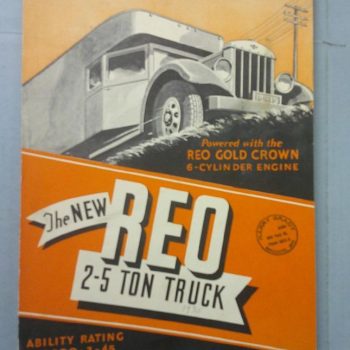 Powered with the
REO GOLD CROWN
6-CYLINDER ENGINE
The NEW
REO
2-5 TON TRUCK
ABILITY RATING